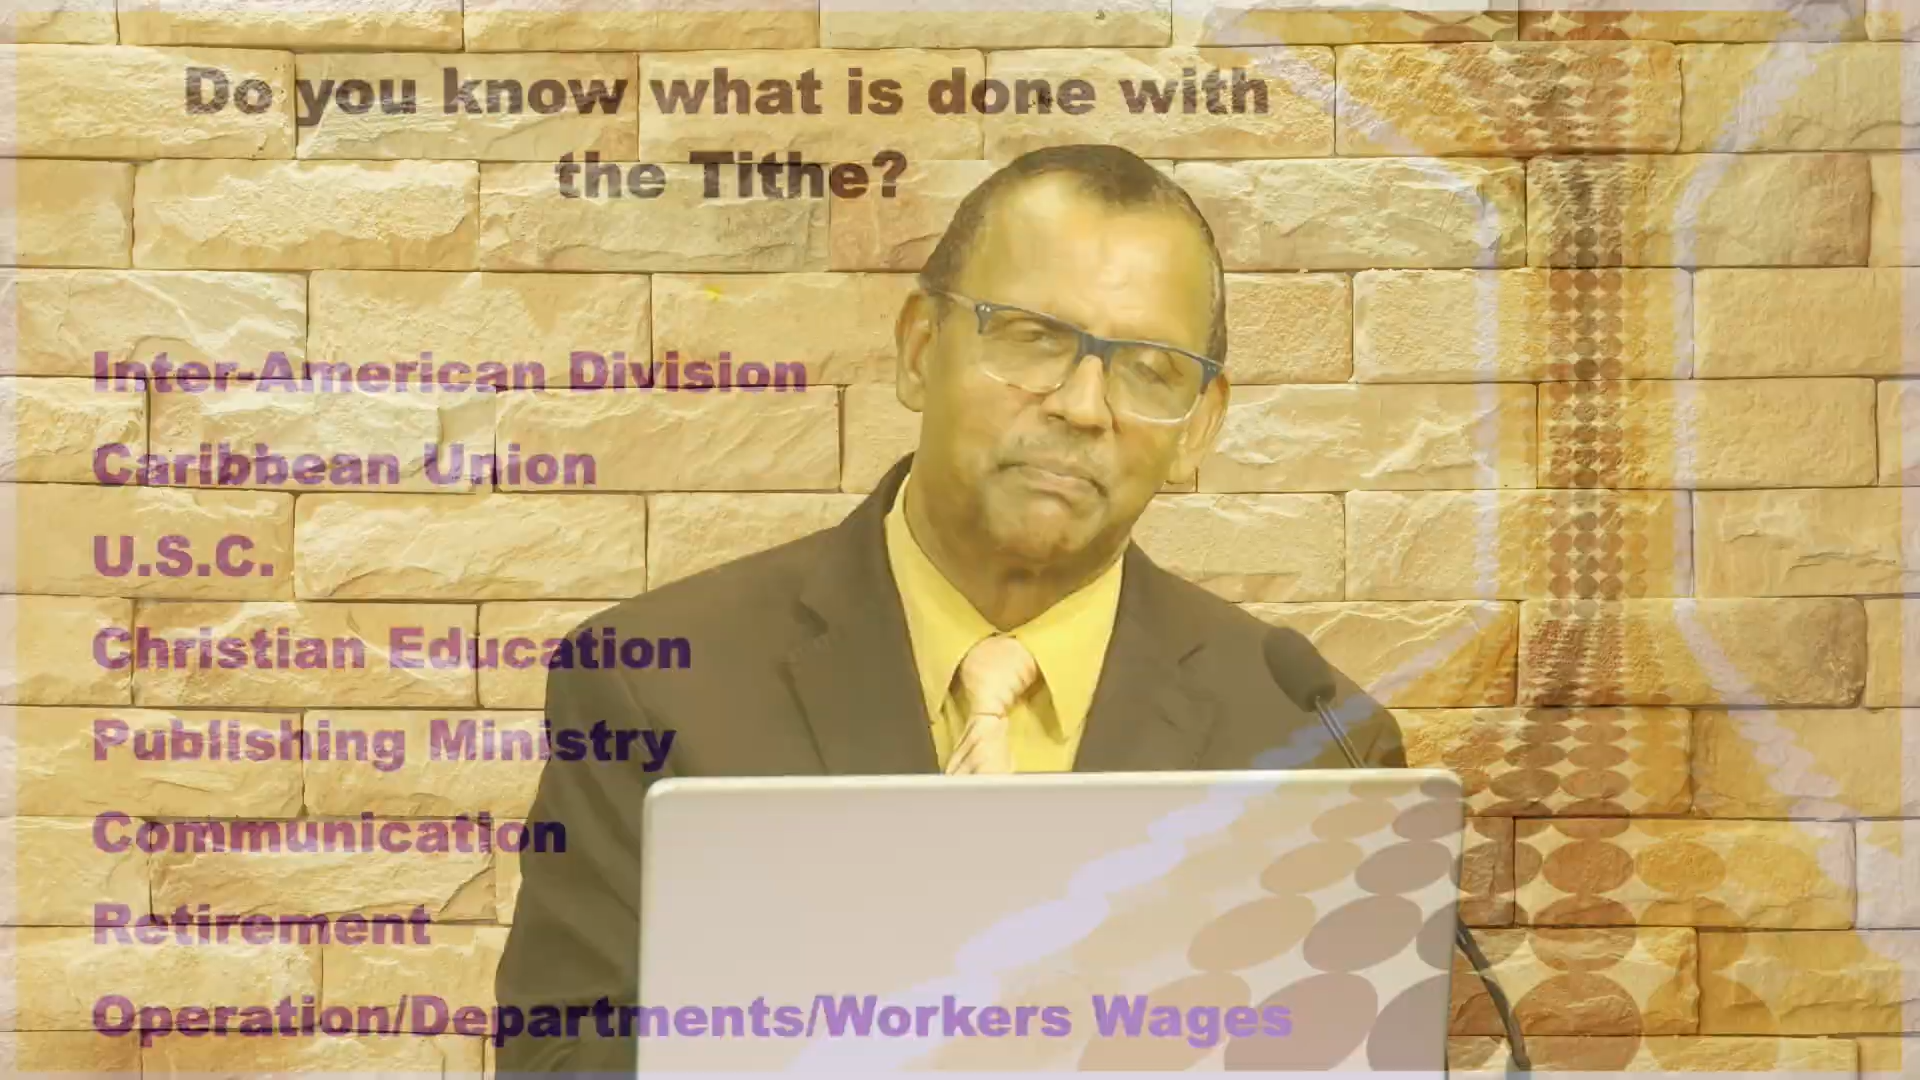 Do you know what is done with
the Tithe?
Inter-American Division
Caribbean Union
U.S.C.
Christian Education
Publishing Ministry
Communication
Retirement
Operation/Departments/Workers Wages